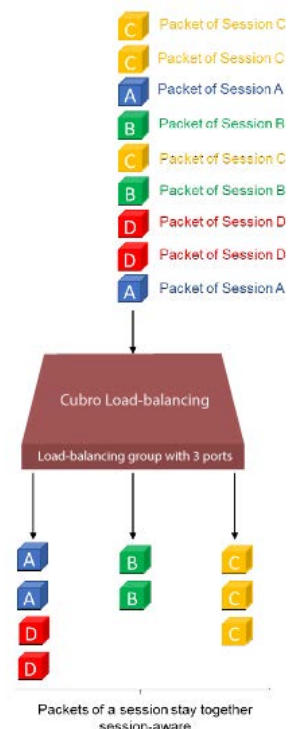 C Packet of Session C
C Packet of Session C
A Packet of Session A
B Packet of Session B
C Packet of Session C
B Packet of Session B
D Packet of Session D
D Packet of Session D
A Packet of Session A
Cubro Load-balancing
Load-balancing group with 3 ports
A B C
A B C
D C
D
Packets of a session stay together
session-aware